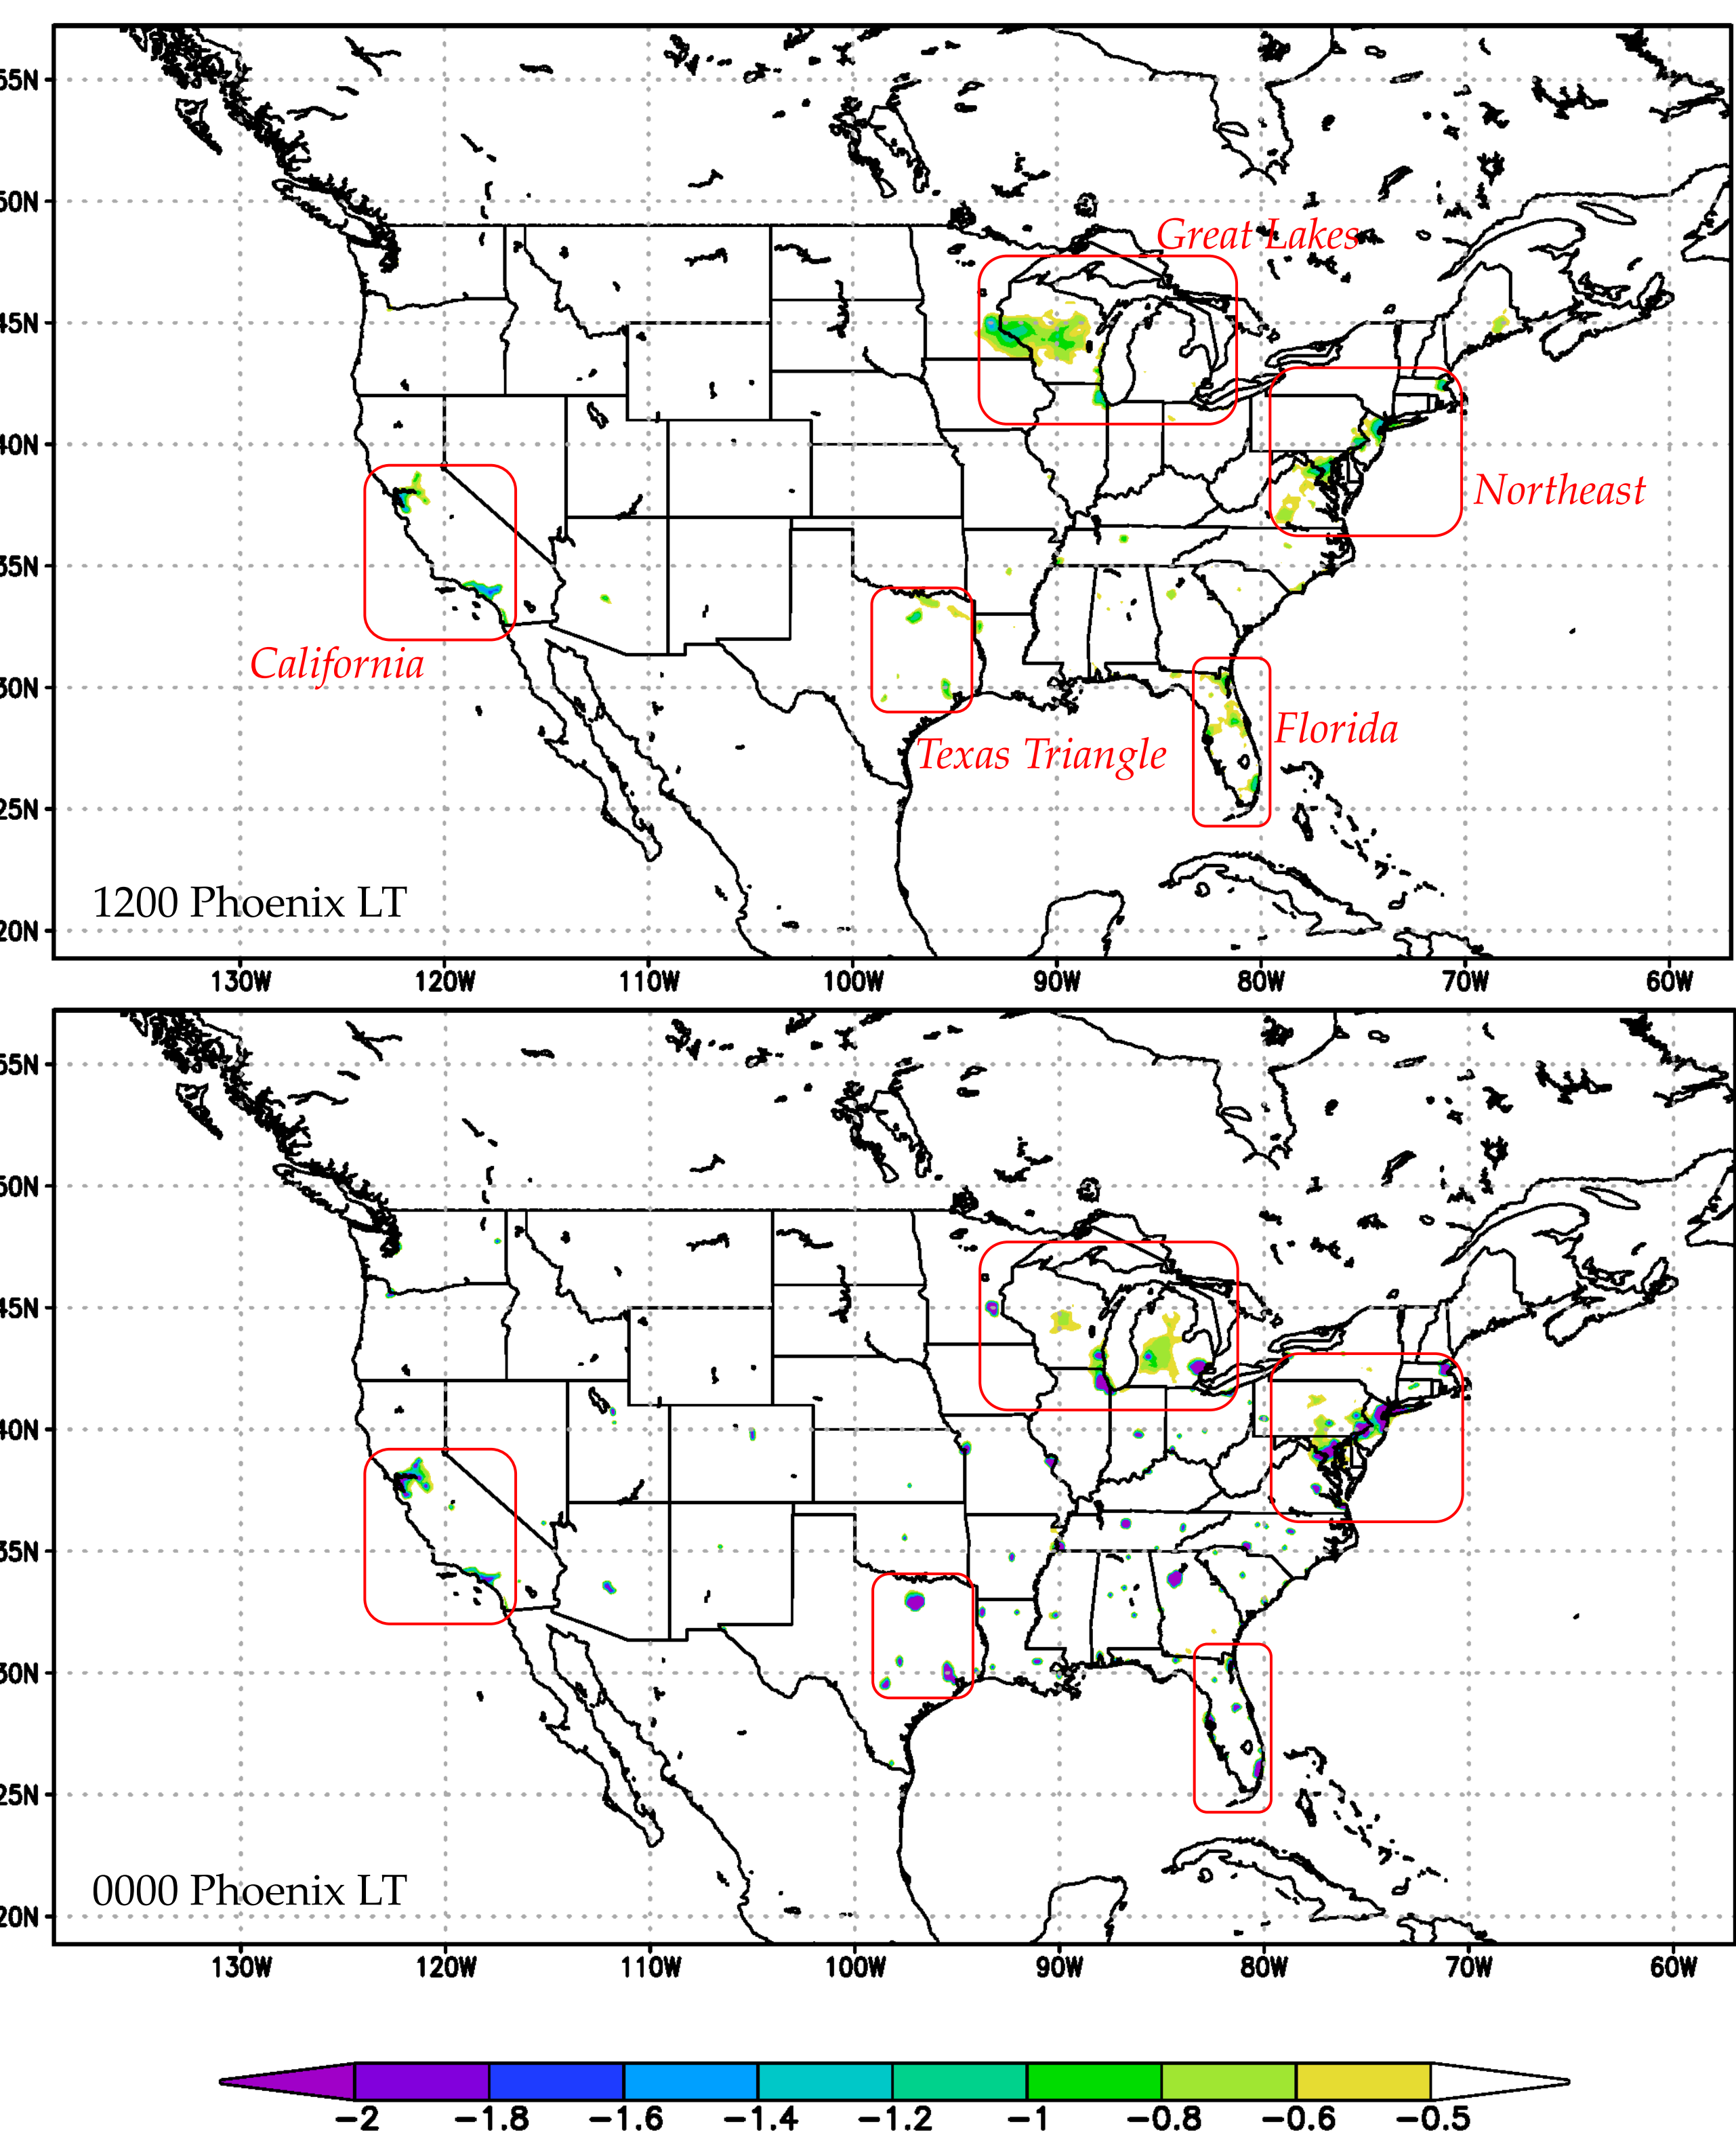 55N
50N
Great Lakes
45N
40N
Northeast
35N
California
30N
Florida
Texas Triangle
25N
1200 Phoenix LT
20N
130W 120W 110W 100W 90W 80W 70W 60W
55N
50N
45N
40N
35N
30N
25N
0000 Phoenix LT
20N
130W 120W 110W 100W 90W 80W 70W 60W
−2 −1.8 −1.6 −1.4 −1.2 −1 −0.8 −0.6 −0.5